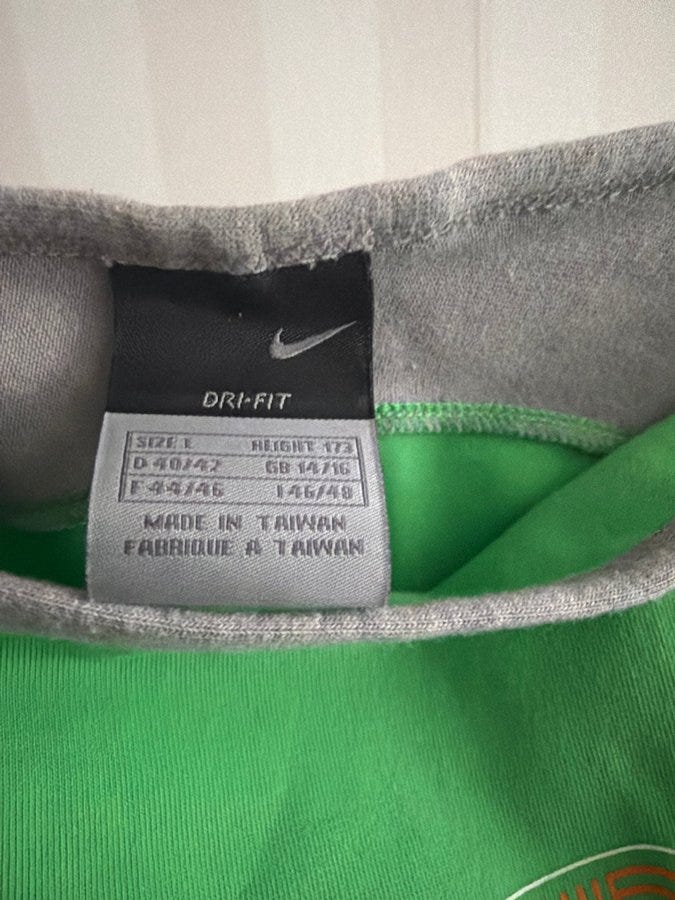 DRI-FIT
SIZE L HEIGHT 173
D 40/42 GB 14/16
F 44/46 I 46/48
MADE IN TAIWAN
FABRIQUE A TAIWAN